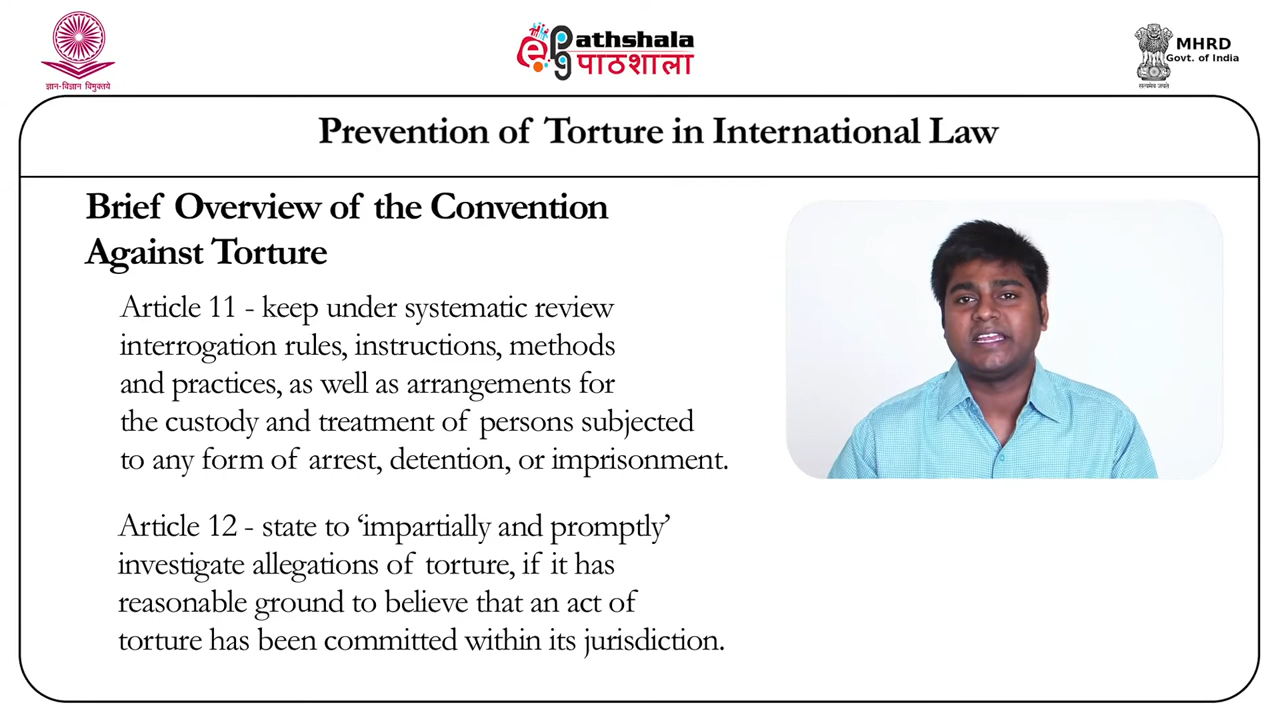 ज्ञान-विज्ञान विमुक्तये
epg
Pathshala
पाठशाला
MHRD
Govt. of India
सत्यमेव जयते
Prevention of Torture in International Law
Brief Overview of the Convention
Against Torture
Article 11 - keep under systematic review
interrogation rules, instructions, methods
and practices, as well as arrangements for
the custody and treatment of persons subjected
to any form of arrest, detention, or imprisonment.
Article 12 - state to ‘impartially and promptly’
investigate allegations of torture, if it has
reasonable ground to believe that an act of
torture has been committed within its jurisdiction.